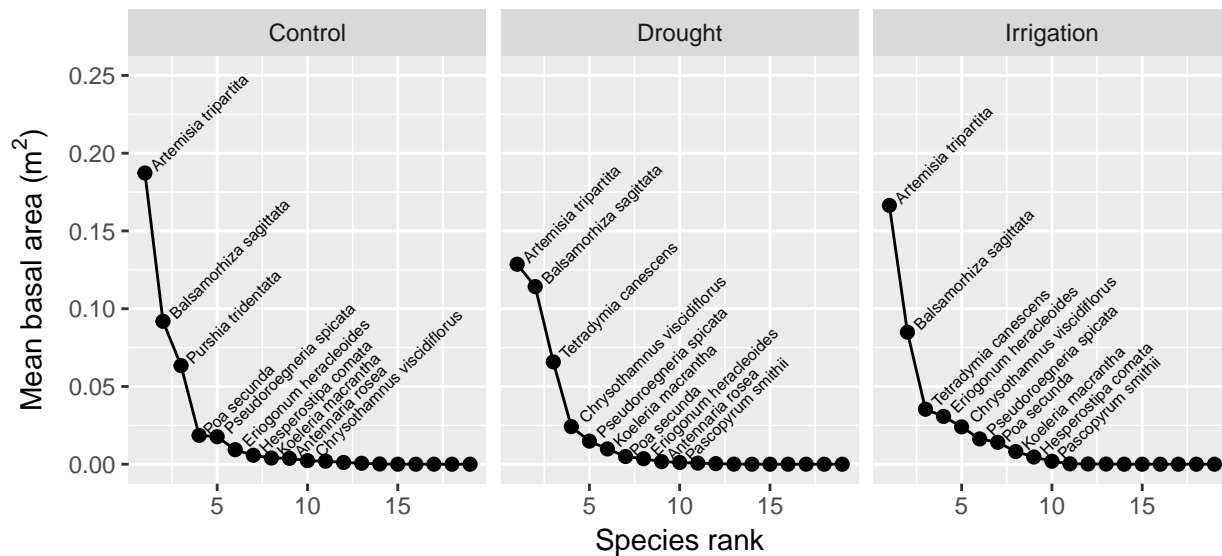 Control Drought Irrigation
Mean basal area (m²)
0.25
0.20
0.15
0.10
0.05
0.00
Artemisia tripartita
Balsamorhiza sagittata
Purshia tridentata
Poa secunda
Pseudoroegneria spicata
Eriogonum heracleoides
Hesperostipa comata
Koeleria macrantha
Antennaria rosea
Chrysothamnus viscidiflorus
Artemisia tripartita
Balsamorhiza sagittata
Tetradymia canescens
Chrysothamnus viscidiflorus
Pseudoroegneria spicata
Koeleria macrantha
Poa secunda
Eriogonum heracleoides
Antennaria rosea
Pascopyrum smithii
Artemisia tripartita
Balsamorhiza sagittata
Tetradymia canescens
Eriogonum heracleoides
Chrysothamnus viscidiflorus
Pseudoroegneria spicata
Poa secunda
Koeleria macrantha
Hesperostipa comata
Pascopyrum smithii
5 10 15 5 10 15 5 10 15
Species rank